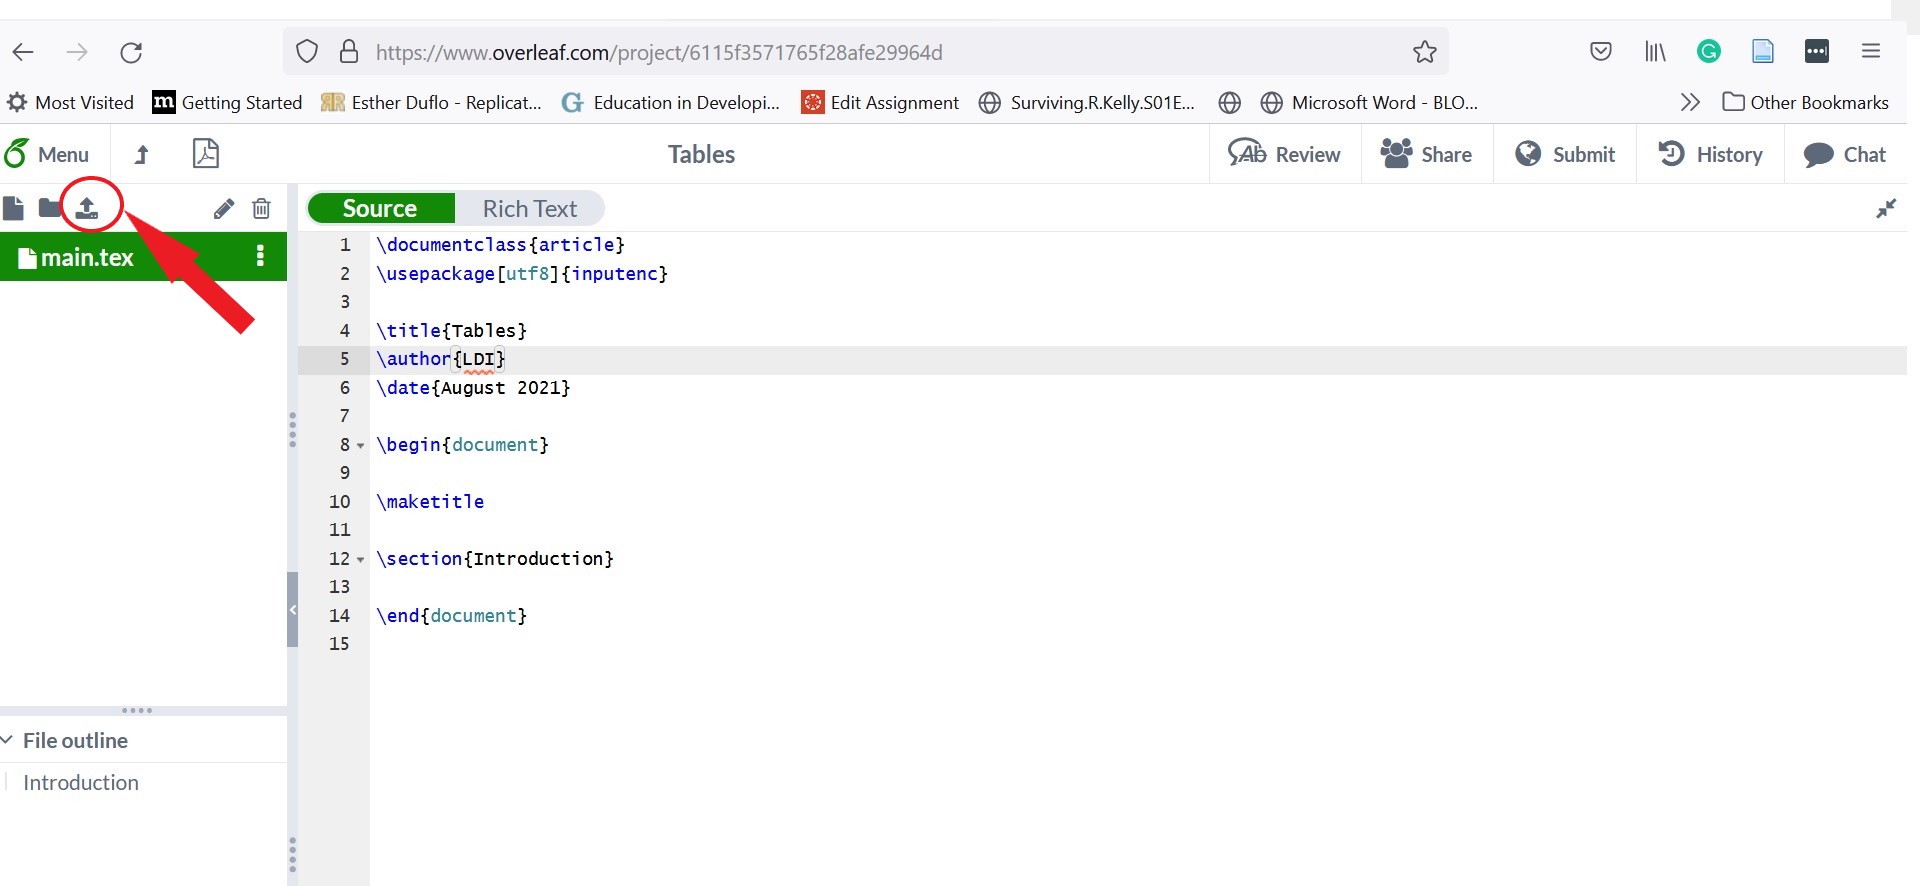 https://www.overleaf.com/project/6115f3571765f28afe29964d
Most Visited
m Getting Started
RR Esther Duflo - Replicat...
G Education in Developi...
Edit Assignment
Surviving.R.Kelly.S01E...
Microsoft Word - BLO...
Other Bookmarks
Menu
Tables
Ab Review
Share
Submit
History
Chat
Source
Rich Text
main.tex
1 \documentclass{article}
2 \usepackage[utf8]{inputenc}
3
4 \title{Tables}
5 \author{LDI}
6 \date{August 2021}
7
8 \begin{document}
9
10 \maketitle
11
12 \section{Introduction}
13
14 \end{document}
15
File outline
Introduction